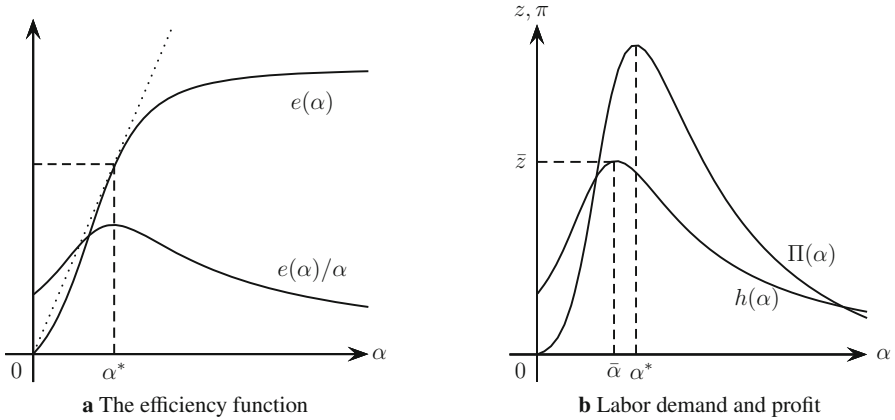 e(α)
e(α)/α
0
α*
α
a The efficiency function
z, π
z̄
Π(α)
h(α)
0
ᾱ
α*
α
b Labor demand and profit